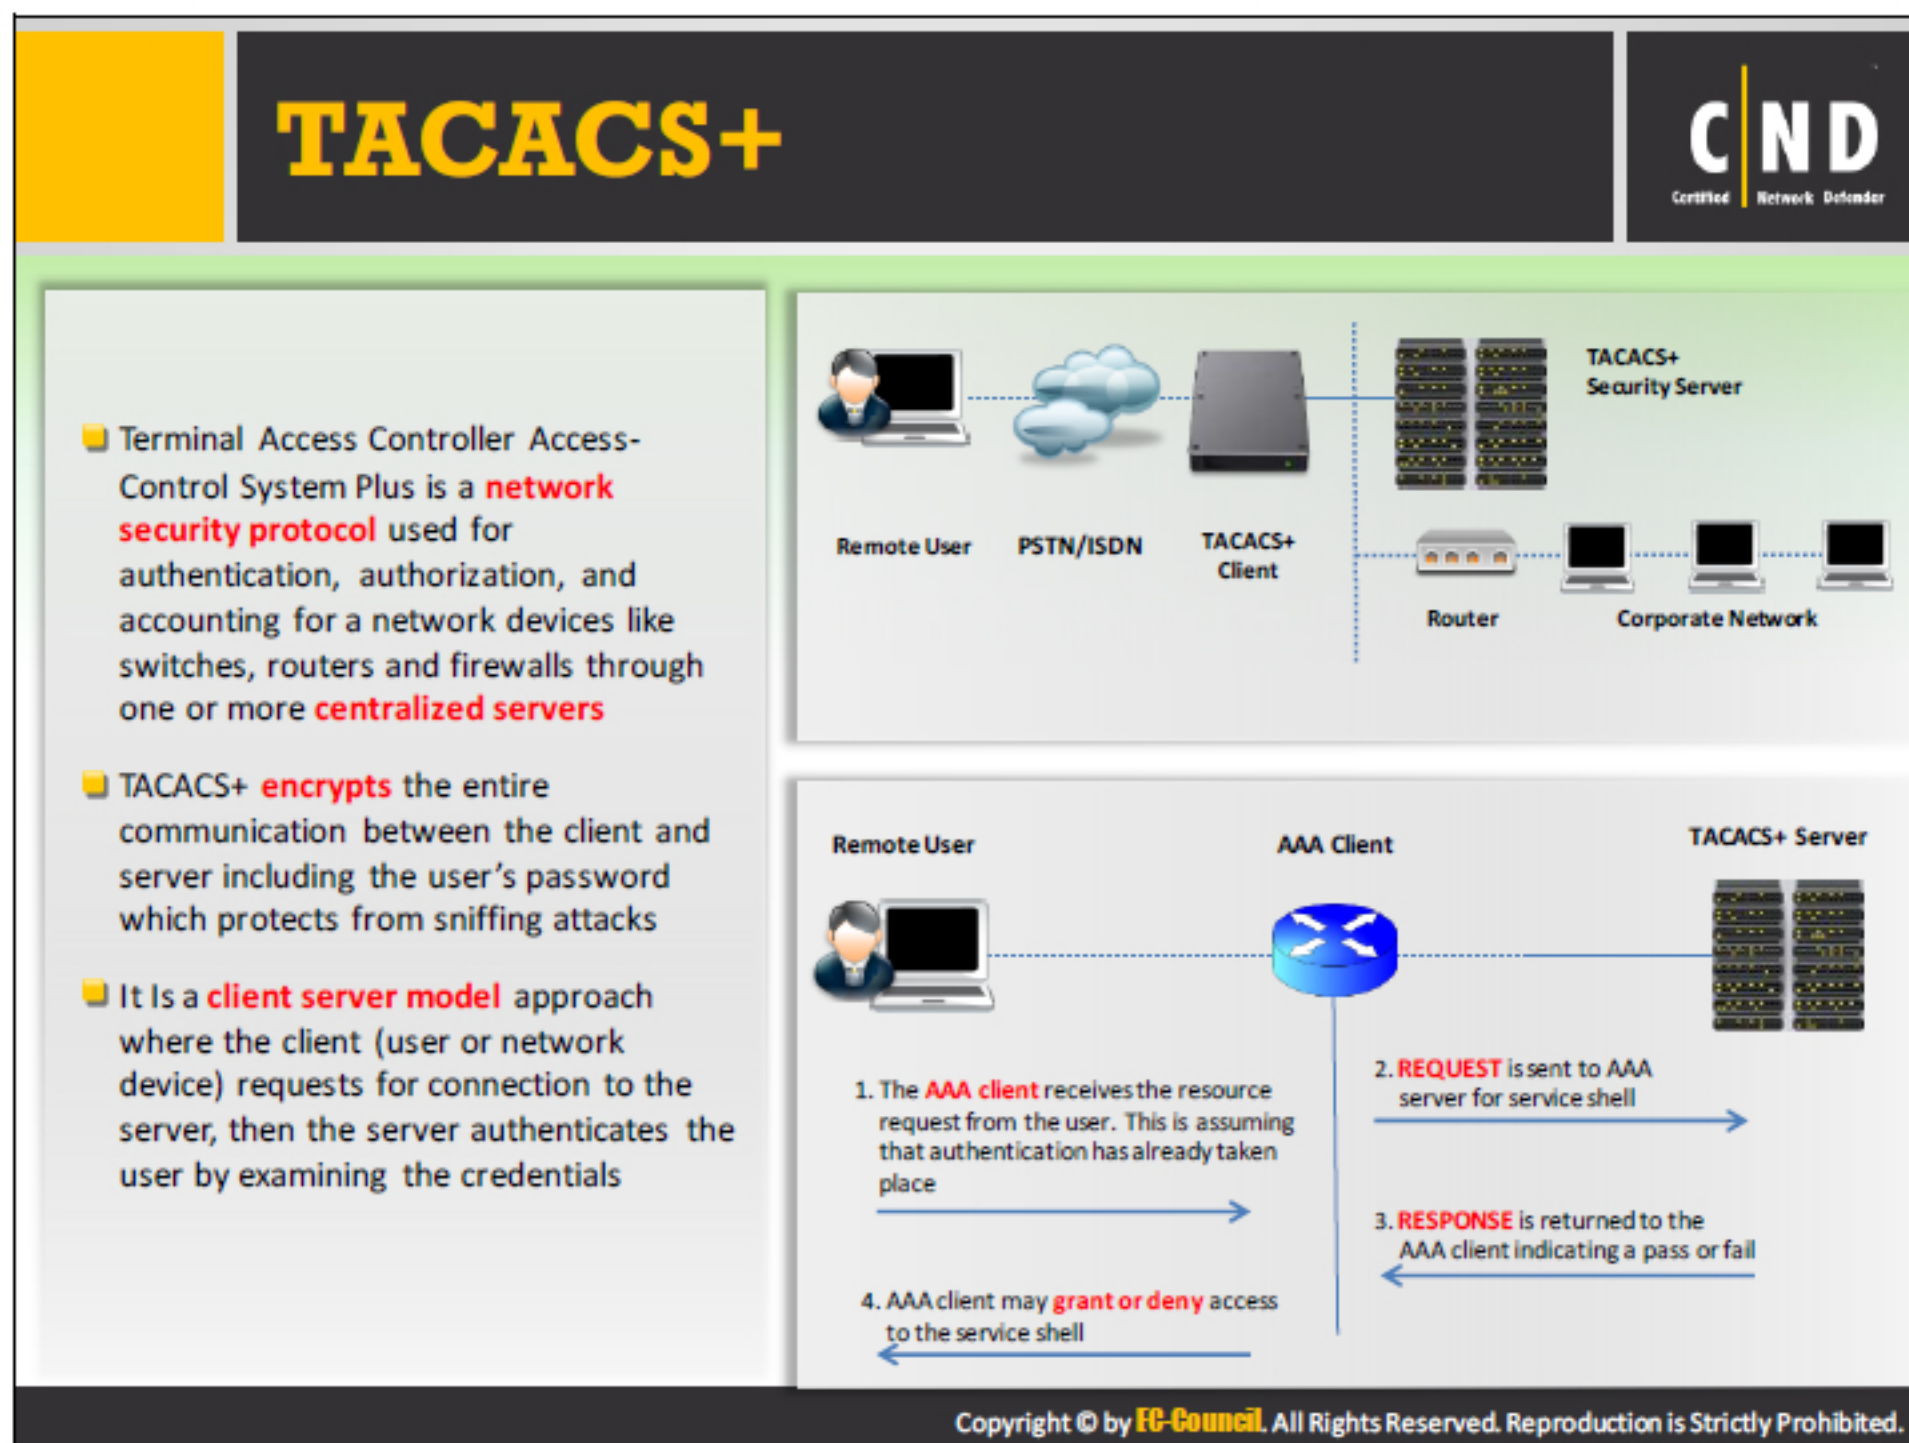 TACACS+
C ND
Certified Network Defender
Terminal Access Controller Access-
Control System Plus is a network
security protocol used for
authentication, authorization, and
accounting for a network devices like
switches, routers and firewalls through
one or more centralized servers
TACACS+ encrypts the entire
communication between the client and
server including the user's password
which protects from sniffing attacks
It Is a client server model approach
where the client (user or network
device) requests for connection to the
server, then the server authenticates the
user by examining the credentials
Remote User
PSTN/ISDN
TACACS+
Client
TACACS+
Security Server
Router
Corporate Network
Remote User
AAA Client
TACACS+ Server
1. The AAA client receives the resource
request from the user. This is assuming
that authentication has already taken
place
2. REQUEST is sent to AAA
server for service shell
3. RESPONSE is returned to the
AAA client indicating a pass or fail
4. AAA client may grant or deny access
to the service shell
Copyright © by EC-Council. All Rights Reserved. Reproduction is Strictly Prohibited.